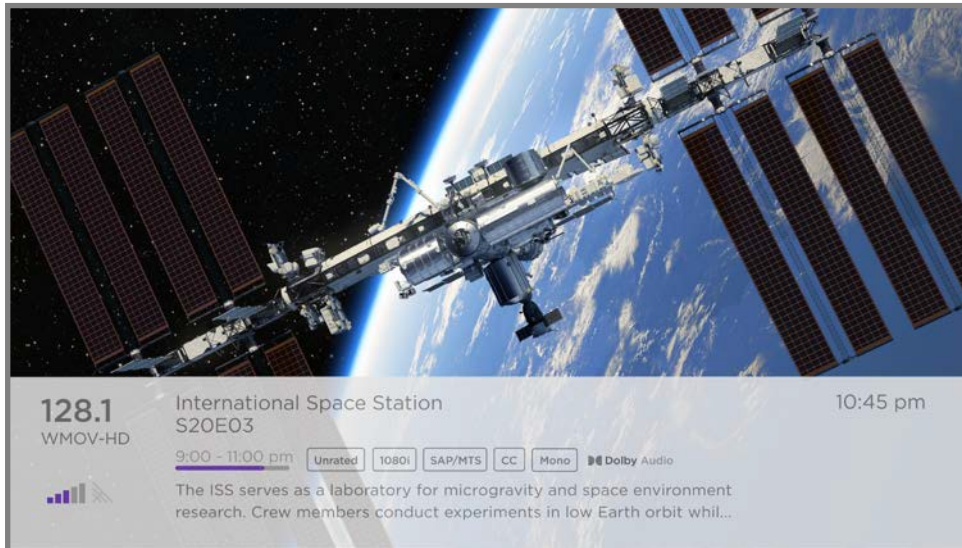 128.1
WMOV-HD
International Space Station
S20E03
10:45 pm
9:00 - 11:00 pm Unrated 1080i SAP/MTS CC Mono Dolby Audio
The ISS serves as a laboratory for microgravity and space environment
research. Crew members conduct experiments in low Earth orbit whil...